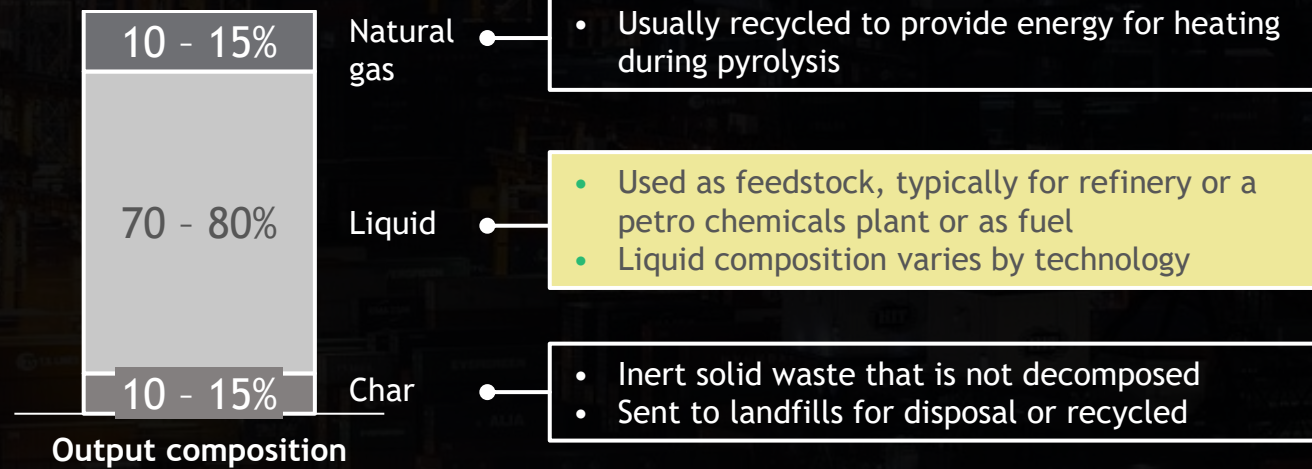 10 – 15%
Natural
gas
• Usually recycled to provide energy for heating
during pyrolysis
70 – 80%
Liquid
• Used as feedstock, typically for refinery or a
petro chemicals plant or as fuel
• Liquid composition varies by technology
10 – 15%
Char
• Inert solid waste that is not decomposed
• Sent to landfills for disposal or recycled
Output composition